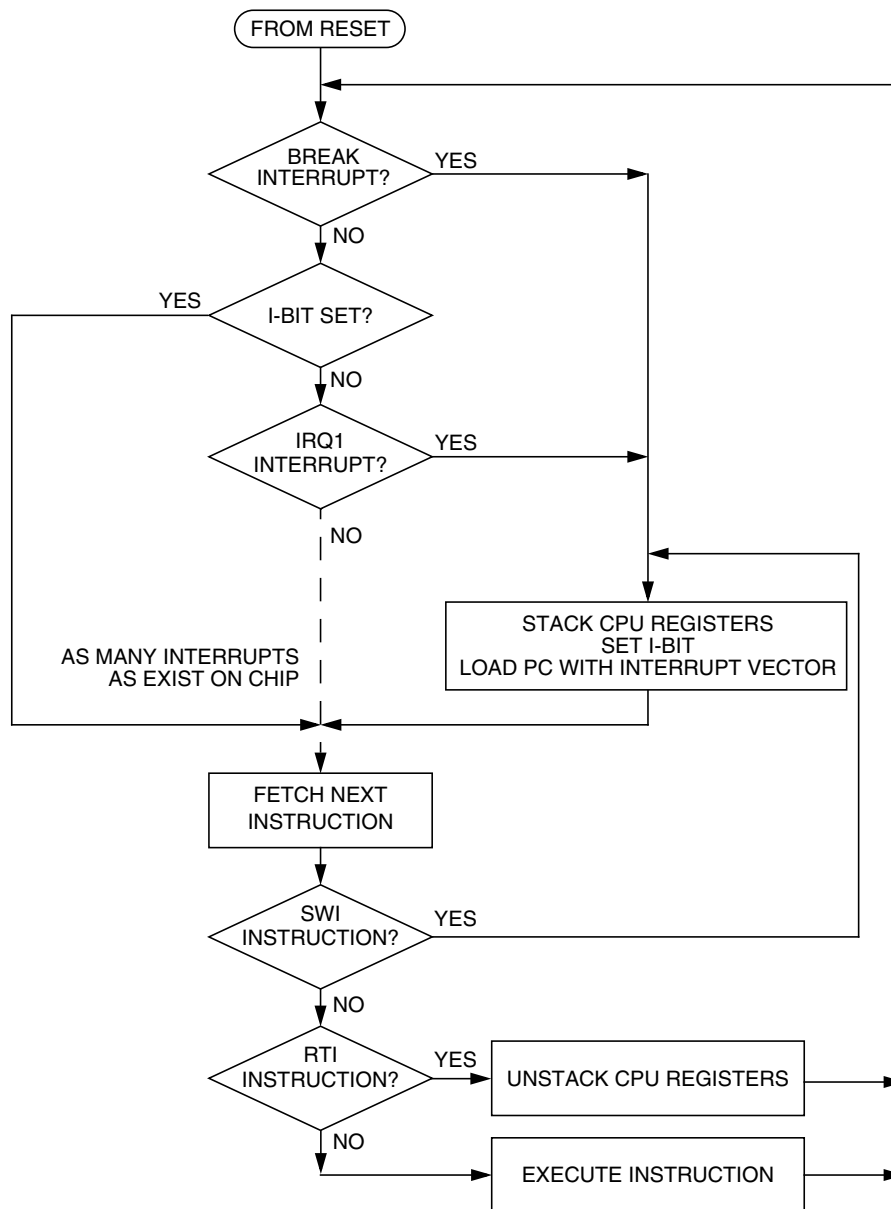 FROM RESET
BREAK
INTERRUPT?
YES
NO
YES
I-BIT SET?
NO
IRQ1
INTERRUPT?
YES
NO
STACK CPU REGISTERS
SET I-BIT
LOAD PC WITH INTERRUPT VECTOR
AS MANY INTERRUPTS
AS EXIST ON CHIP
FETCH NEXT
INSTRUCTION
SWI
INSTRUCTION?
YES
NO
RTI
INSTRUCTION?
YES
UNSTACK CPU REGISTERS
NO
EXECUTE INSTRUCTION